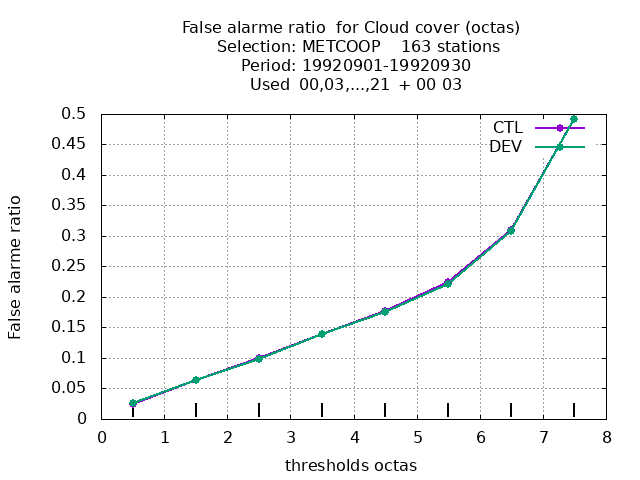 False alarme ratio  for Cloud cover (octas)
Selection: METCOOP    163 stations
Period: 19920901-19920930
Used  00,03,...,21  + 00 03
CTL
DEV
0.5
0.45
0.4
0.35
0.3
0.25
0.2
0.15
0.1
0.05
0
False alarme ratio
0 1 2 3 4 5 6 7 8
thresholds octas